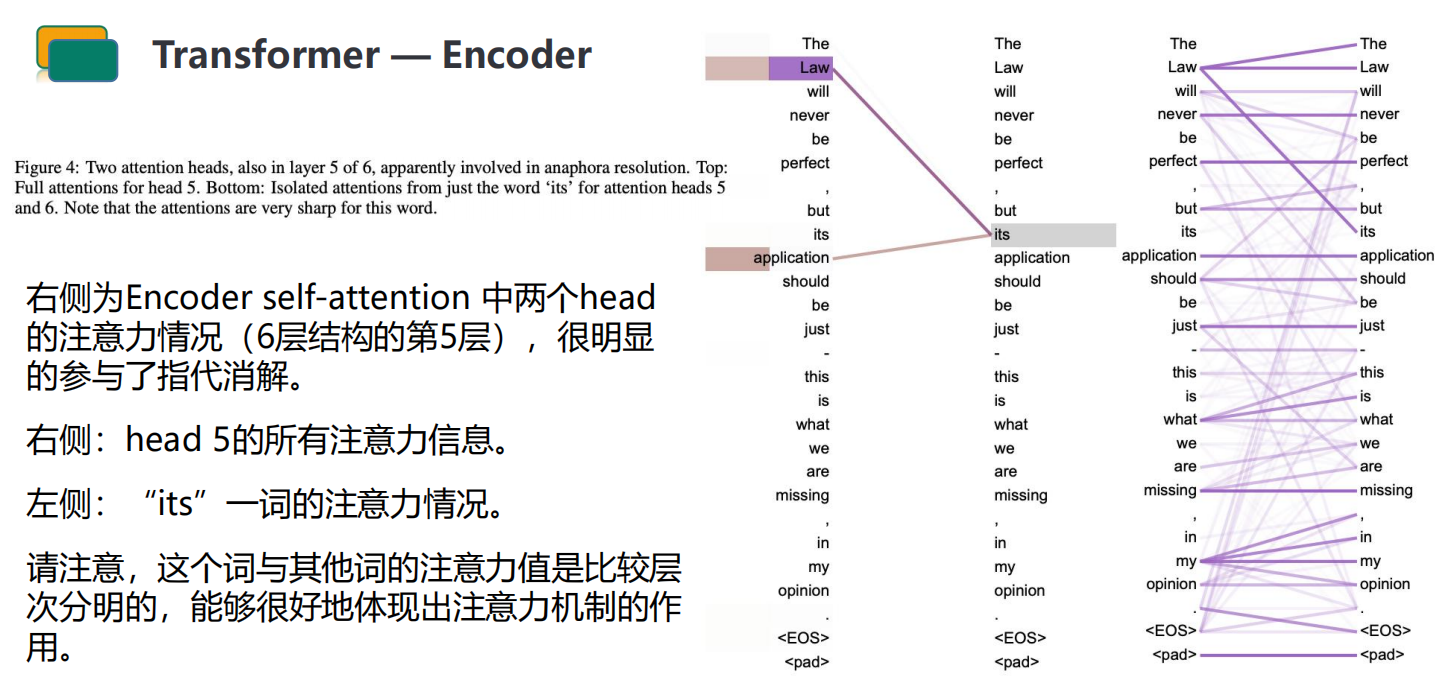 Transformer — Encoder
Figure 4: Two attention heads, also in layer 5 of 6, apparently involved in anaphora resolution. Top:
Full attentions for head 5. Bottom: Isolated attentions from just the word ‘its’ for attention heads 5
and 6. Note that the attentions are very sharp for this word.
右侧为Encoder self-attention 中两个head
的注意力情况（6层结构的第5层），很明显
的参与了指代消解。
右侧：head 5的所有注意力信息。
左侧：“its”一词的注意力情况。
请注意，这个词与其他词的注意力值是比较层
次分明的，能够很好地体现出注意力机制的作
用。
The The The The
Law Law Law Law
will will will will
never never never never
be be be be
perfect perfect perfect perfect
, , , ,
but but but but
its its its its
application application application application
should should should should
be be be be
just just just just
- - - -
this this this this
is is is is
what what what what
we we we we
are are are are
missing missing missing missing
, , , ,
in in in in
my my my my
opinion opinion opinion opinion
. . . .
<EOS> <EOS> <EOS> <EOS>
<pad> <pad> <pad> <pad>